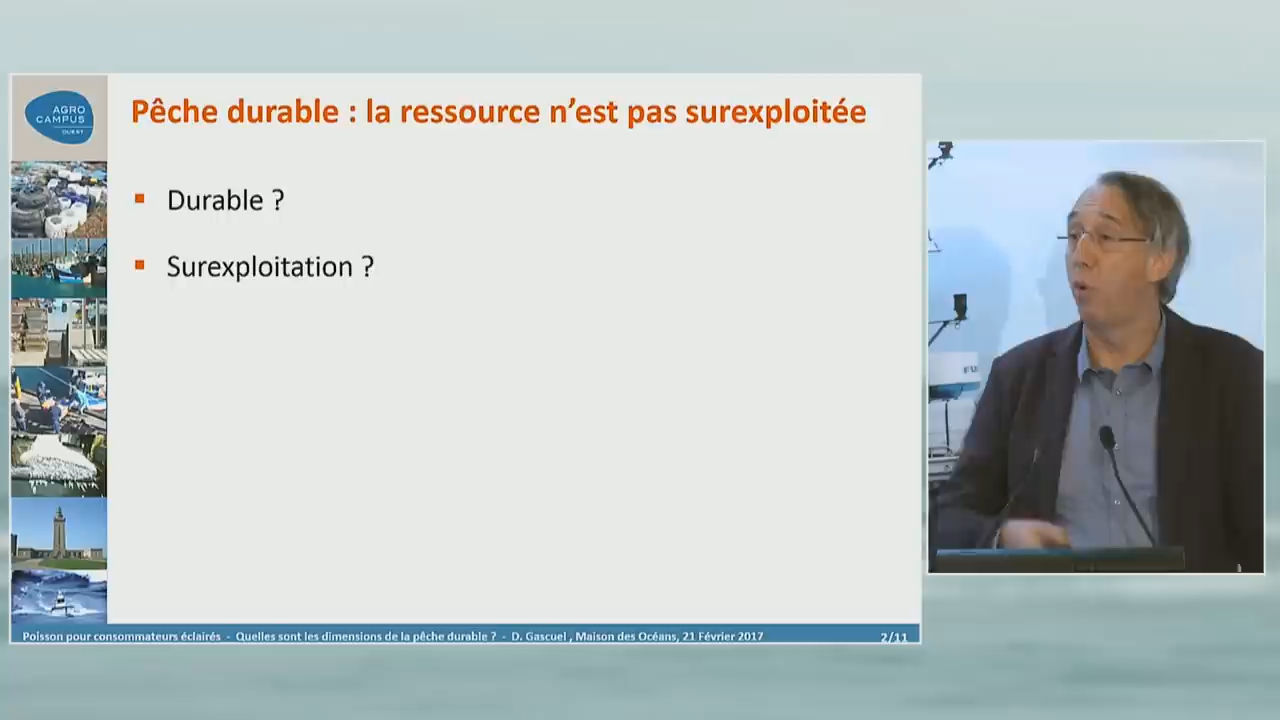 AGRO
CAMPUS
OUEST
Pêche durable : la ressource n’est pas surexploitée
Durable ?
Surexploitation ?
Poisson pour consommateurs éclairés - Quelles sont les dimensions de la pêche durable ? - D. Gascuel , Maison des Océans, 21 Février 2017
2/11